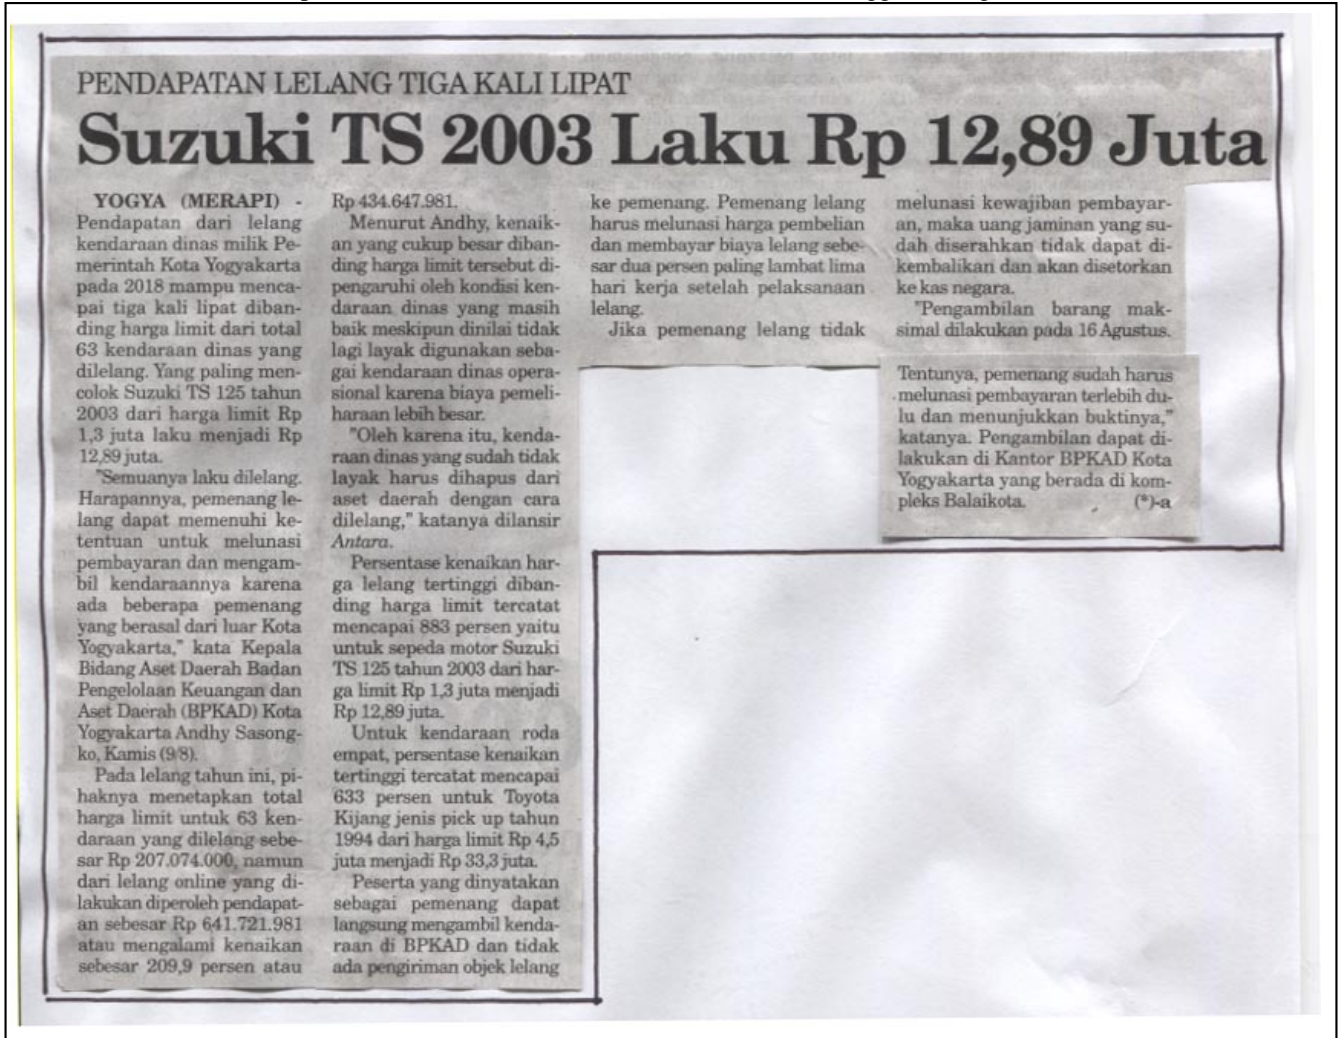 PENDAPATAN LELANG TIGA KALI LIPAT
Suzuki TS 2003 Laku Rp 12,89 Juta
YOGYA (MERAPI) -
Pendapatan dari lelang
kendaraan dinas milik Pe-
merintah Kota Yogyakarta
pada 2018 mampu menca-
pai tiga kali lipat diban-
ding harga limit dari total
63 kendaraan dinas yang
dilelang. Yang paling men-
colok Suzuki TS 125 tahun
2003 dari harga limit Rp
1,3 juta laku menjadi Rp
12,89 juta.
"Semuanya laku dilelang.
Harapannya, pemenang le-
lang dapat memenuhi ke-
tentuan untuk melunasi
pembayaran dan mengam-
bil kendaraannya karena
ada beberapa pemenang
yang berasal dari luar Kota
Yogyakarta," kata Kepala
Bidang Aset Daerah Badan
Pengelolaan Keuangan dan
Aset Daerah (BPKAD) Kota
Yogyakarta Andhy Sasong-
ko, Kamis (9/8).
Pada lelang tahun ini, pi-
haknya menetapkan total
harga limit untuk 63 ken-
daraan yang dilelang sebe-
sar Rp 207.074.000, namun
dari lelang online yang di-
lakukan diperoleh pendapat-
an sebesar Rp 641.721.981
atau mengalami kenaikan
sebesar 209,9 persen atau
Rp 434.647.981.
Menurut Andhy, kenaik-
an yang cukup besar diban-
ding harga limit tersebut di-
pengaruhi oleh kondisi ken-
daraan dinas yang masih
baik meskipun dinilai tidak
lagi layak digunakan seba-
gai kendaraan dinas opera-
sional karena biaya pemeli-
haraan lebih besar.
"Oleh karena itu, kenda-
raan dinas yang sudah tidak
layak harus dihapus dari
aset daerah dengan cara
dilelang," katanya dilansir
Antara.
Persentase kenaikan har-
ga lelang tertinggi diban-
ding harga limit tercatat
mencapai 883 persen yaitu
untuk sepeda motor Suzuki
TS 125 tahun 2003 dari har-
ga limit Rp 1,3 juta menjadi
Rp 12,89 juta.
Untuk kendaraan roda
empat, persentase kenaikan
tertinggi tercatat mencapai
633 persen untuk Toyota
Kijang jenis pick up tahun
1994 dari harga limit Rp 4,5
juta menjadi Rp 33,3 juta.
Peserta yang dinyatakan
sebagai pemenang dapat
langsung mengambil kenda-
raan di BPKAD dan tidak
ada pengiriman objek lelang
ke pemenang. Pemenang lelang
harus melunasi harga pembelian
dan membayar biaya lelang sebe-
sar dua persen paling lambat lima
hari kerja setelah pelaksanaan
lelang.
Jika pemenang lelang tidak
melunasi kewajiban pembayar-
an, maka uang jaminan yang su-
dah diserahkan tidak dapat di-
kembalikan dan akan disetorkan
ke kas negara.
"Pengambilan barang mak-
simal dilakukan pada 16 Agustus.
Tentunya, pemenang sudah harus
melunasi pembayaran terlebih du-
lu dan menunjukkan buktinya,"
katanya. Pengambilan dapat di-
lakukan di Kantor BPKAD Kota
Yogyakarta yang berada di kom-
pleks Balaikota. (*)-a